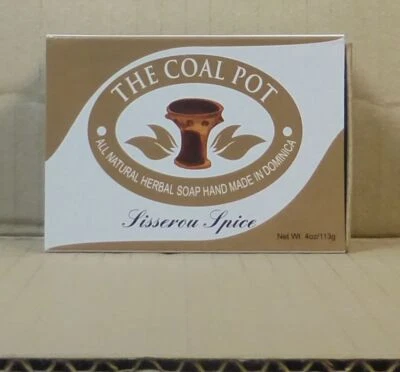 THE COAL POT
• ALL NATURAL HERBAL SOAP HAND MADE IN DOMINICA •
Sisserou Spice
Net Wt. 4oz/113g